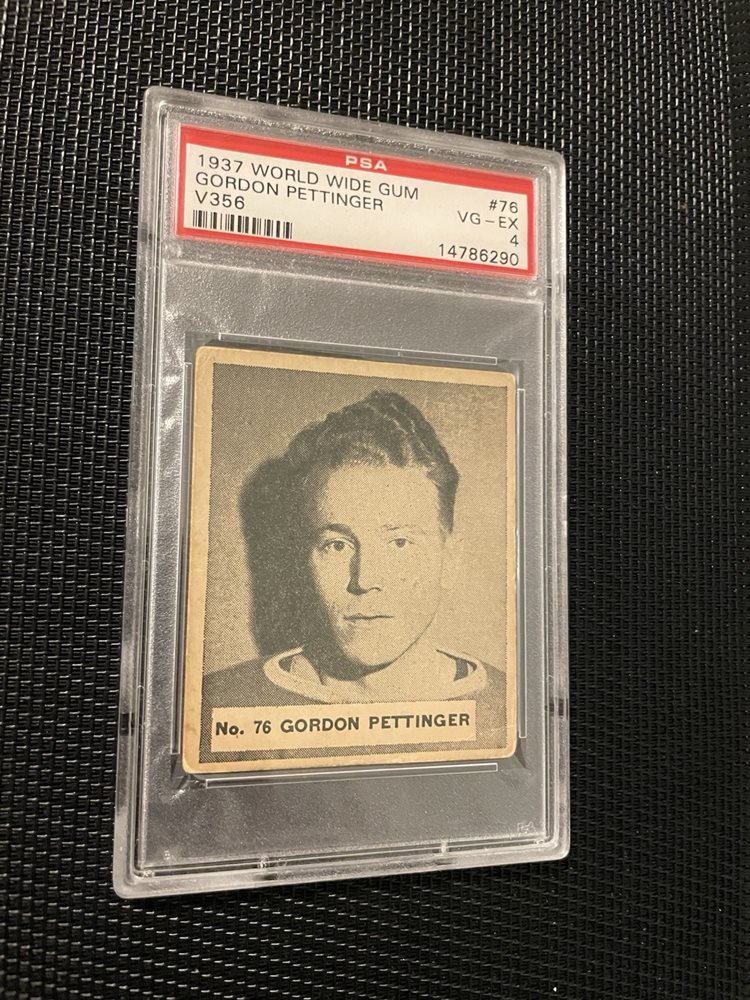 PSA
1937 WORLD WIDE GUM #76
GORDON PETTINGER VG-EX
V356 4
14786290
No. 76 GORDON PETTINGER